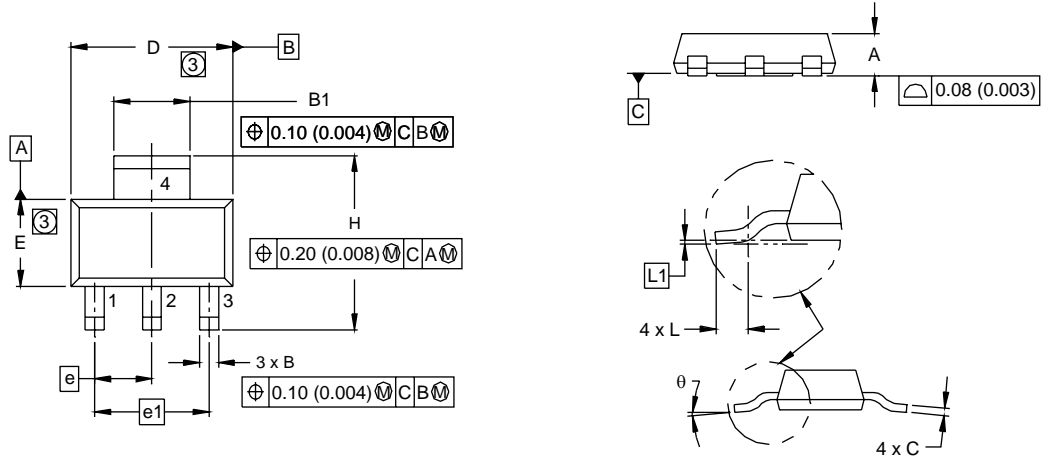 D
③
B
B1
⌖ 0.10 (0.004) Ⓜ C B Ⓜ
A
4
E
③
H
⌖ 0.20 (0.008) Ⓜ C A Ⓜ
1
2
3
3 x B
e
e1
⌖ 0.10 (0.004) Ⓜ C B Ⓜ
A
C
⌓ 0.08 (0.003)
L1
4 x L
θ
4 x C